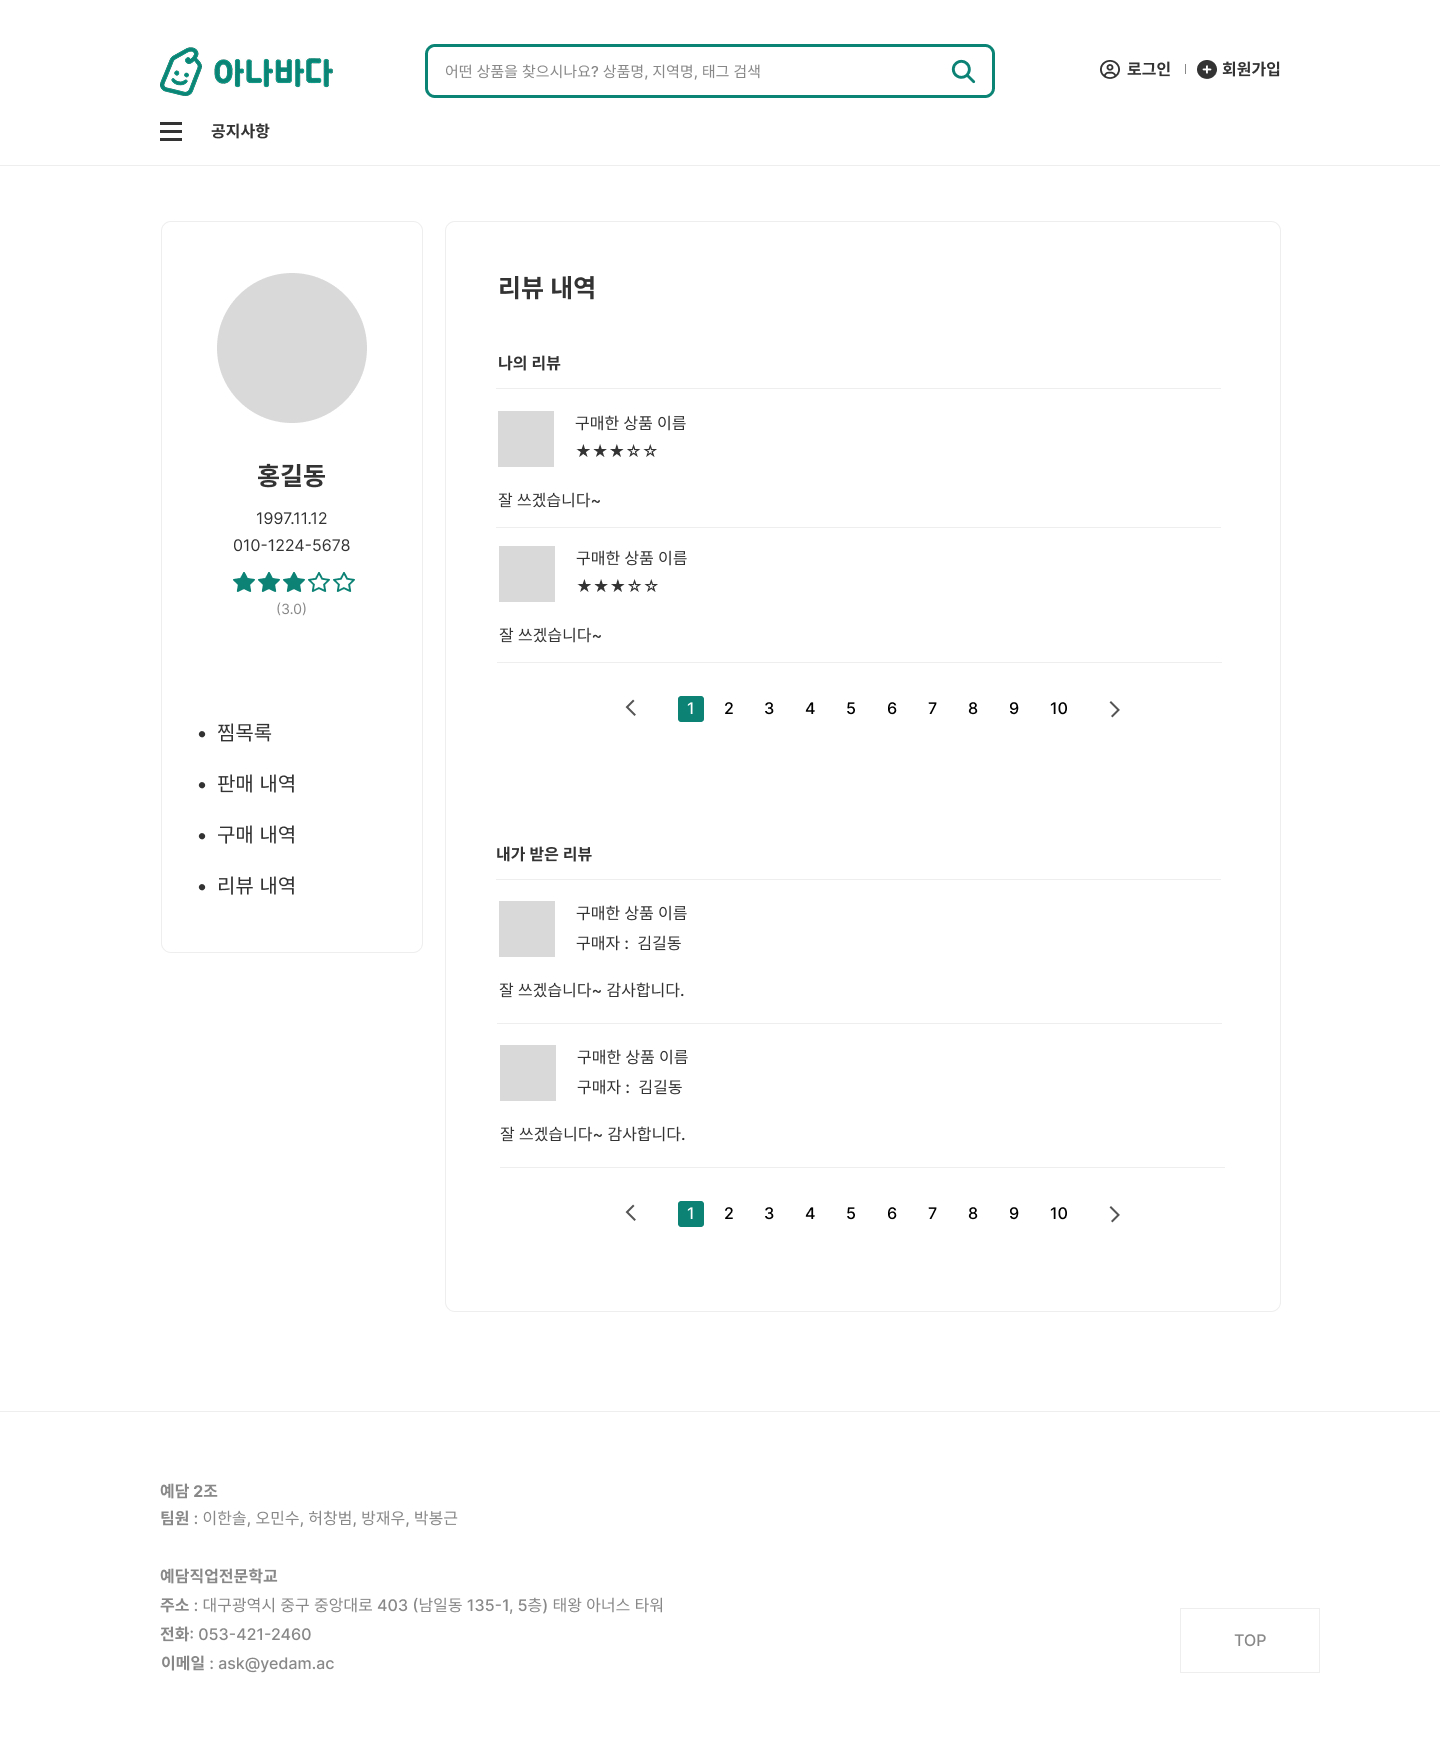 아나바다
어떤 상품을 찾으시나요? 상품명, 지역명, 태그 검색
로그인
회원가입
공지사항
홍길동
1997.11.12
010-1224-5678
★★★☆☆
(3.0)
• 찜목록
• 판매 내역
• 구매 내역
• 리뷰 내역
리뷰 내역
나의 리뷰
구매한 상품 이름
★★★☆☆
잘 쓰겠습니다~
구매한 상품 이름
★★★☆☆
잘 쓰겠습니다~
1 2 3 4 5 6 7 8 9 10
내가 받은 리뷰
구매한 상품 이름
구매자 : 김길동
잘 쓰겠습니다~ 감사합니다.
구매한 상품 이름
구매자 : 김길동
잘 쓰겠습니다~ 감사합니다.
1 2 3 4 5 6 7 8 9 10
예담 2조
팀원 : 이한솔, 오민수, 허창범, 방재우, 박봉근
예담직업전문학교
주소 : 대구광역시 중구 중앙대로 403 (남일동 135-1, 5층) 태왕 아너스 타워
전화: 053-421-2460
이메일 : ask@yedam.ac
TOP